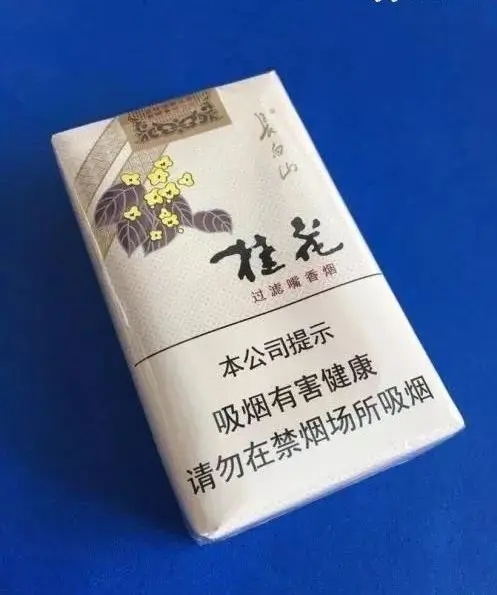 长白山
桂花
过滤嘴香烟
本公司提示
吸烟有害健康
请勿在禁烟场所吸烟